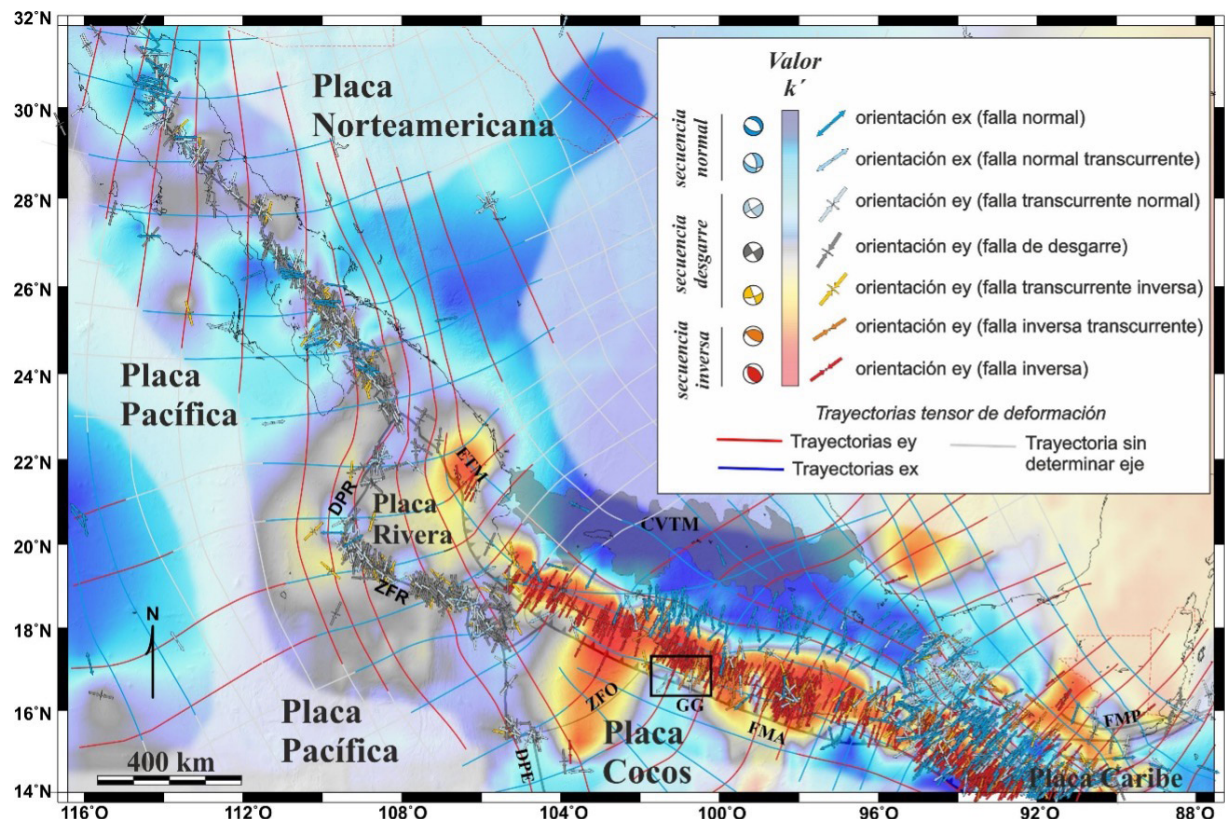 32°N
30°N
28°N
26°N
24°N
22°N
20°N
18°N
16°N
14°N
116°O
112°O
108°O
104°O
100°O
96°O
92°O
88°O
Placa
Norteamericana
Placa
Pacífica
Placa
Rivera
Placa
Pacífica
Placa
Cocos
Placa Caribe
ETM
DPR
ZFR
CVTM
ZFO
GG
FMA
DPE
FMP
N
400 km
Valor
k´
secuencia
normal
secuencia
desgarre
secuencia
inversa
orientación ex (falla normal)
orientación ex (falla normal transcurrente)
orientación ey (falla transcurrente normal)
orientación ey (falla de desgarre)
orientación ey (falla transcurrente inversa)
orientación ey (falla inversa transcurrente)
orientación ey (falla inversa)
Trayectorias tensor de deformación
Trayectorias ey
Trayectorias ex
Trayectoria sin
determinar eje